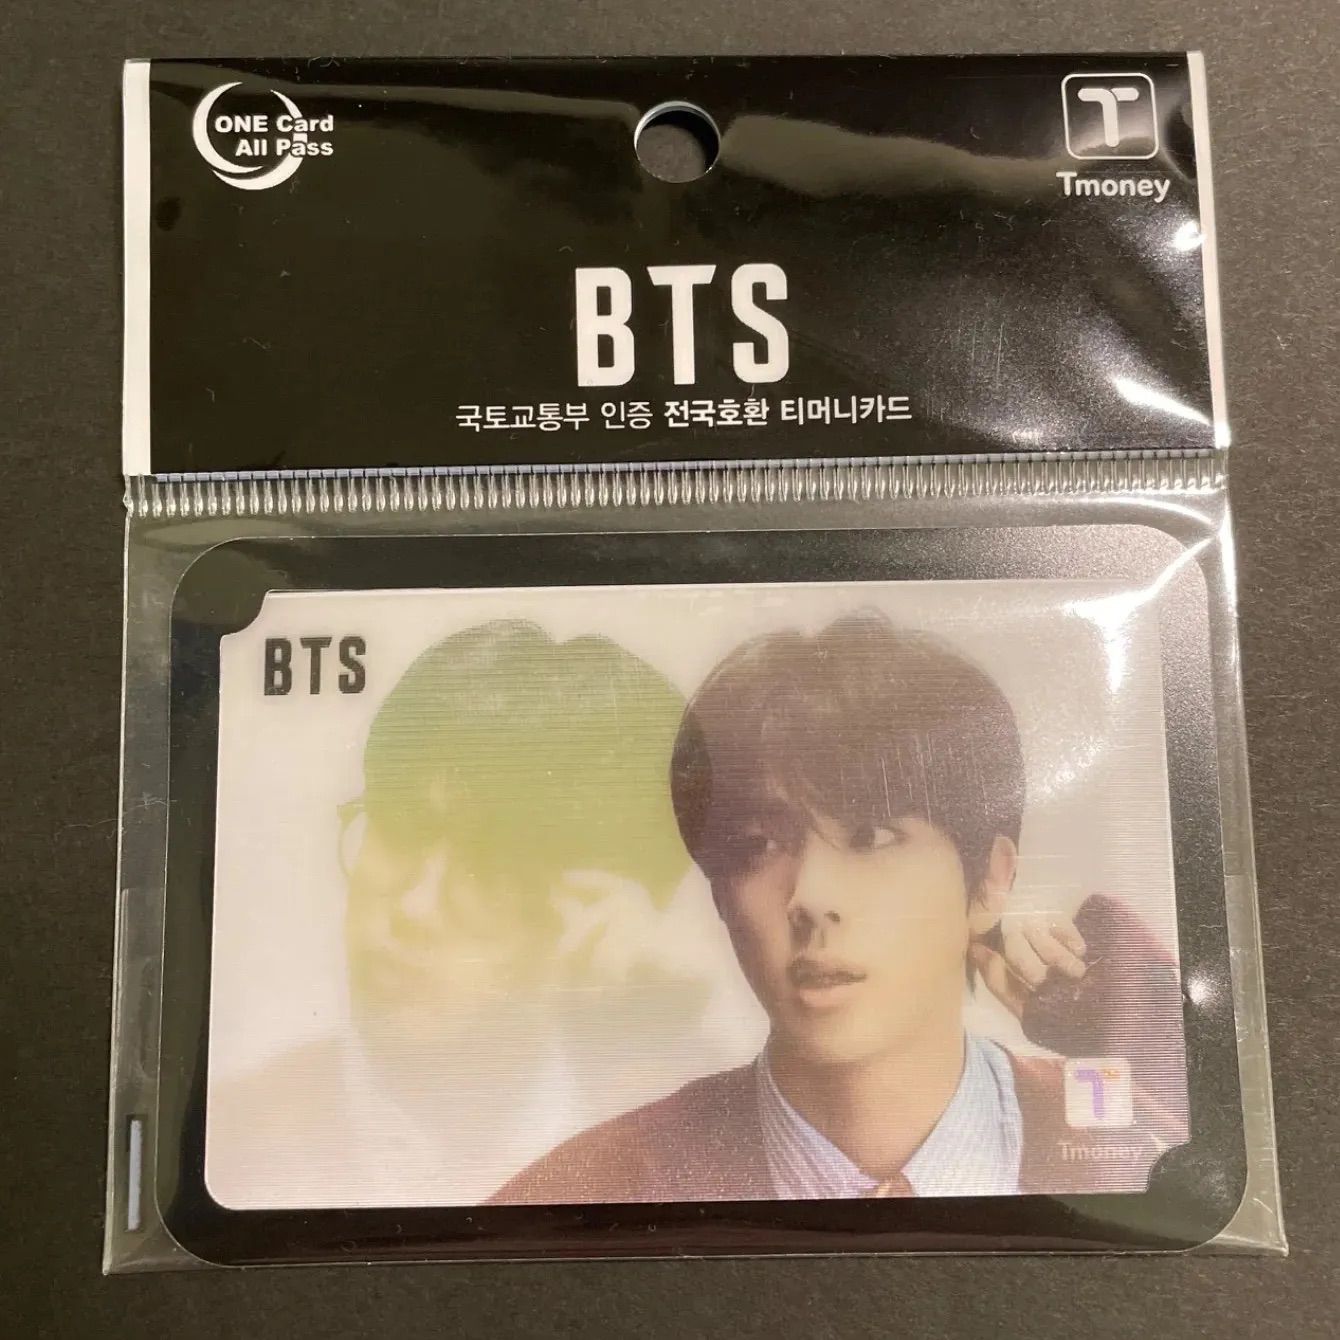 ONE Card
All Pass
Tmoney
BTS
국토교통부 인증 전국호환 티머니카드
BTS
Tmoney